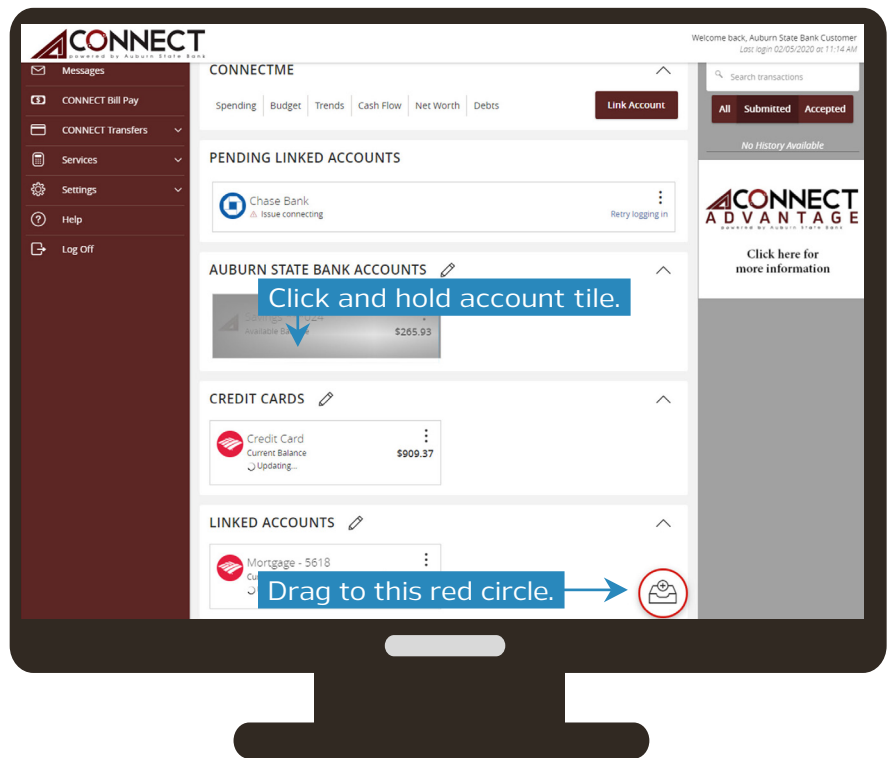 ACONNECT
powered by Auburn State Bank
Welcome back, Auburn State Bank Customer
Last login 02/05/2020 at 11:14 AM
Messages
CONNECT Bill Pay
CONNECT Transfers
Services
Settings
Help
Log Off
CONNECTME
Spending Budget Trends Cash Flow Net Worth Debts
Link Account
PENDING LINKED ACCOUNTS
Chase Bank
Issue connecting
Retry logging in
AUBURN STATE BANK ACCOUNTS
Click and hold account tile.
Available
$265.93
CREDIT CARDS
Credit Card
Current Balance
$909.37
Updating...
LINKED ACCOUNTS
Mortgage - 5618
Drag to this red circle.
Search transactions
All Submitted Accepted
No History Available
ACONNECT
ADVANTAGE
powered by Auburn State Bank
Click here for
more information